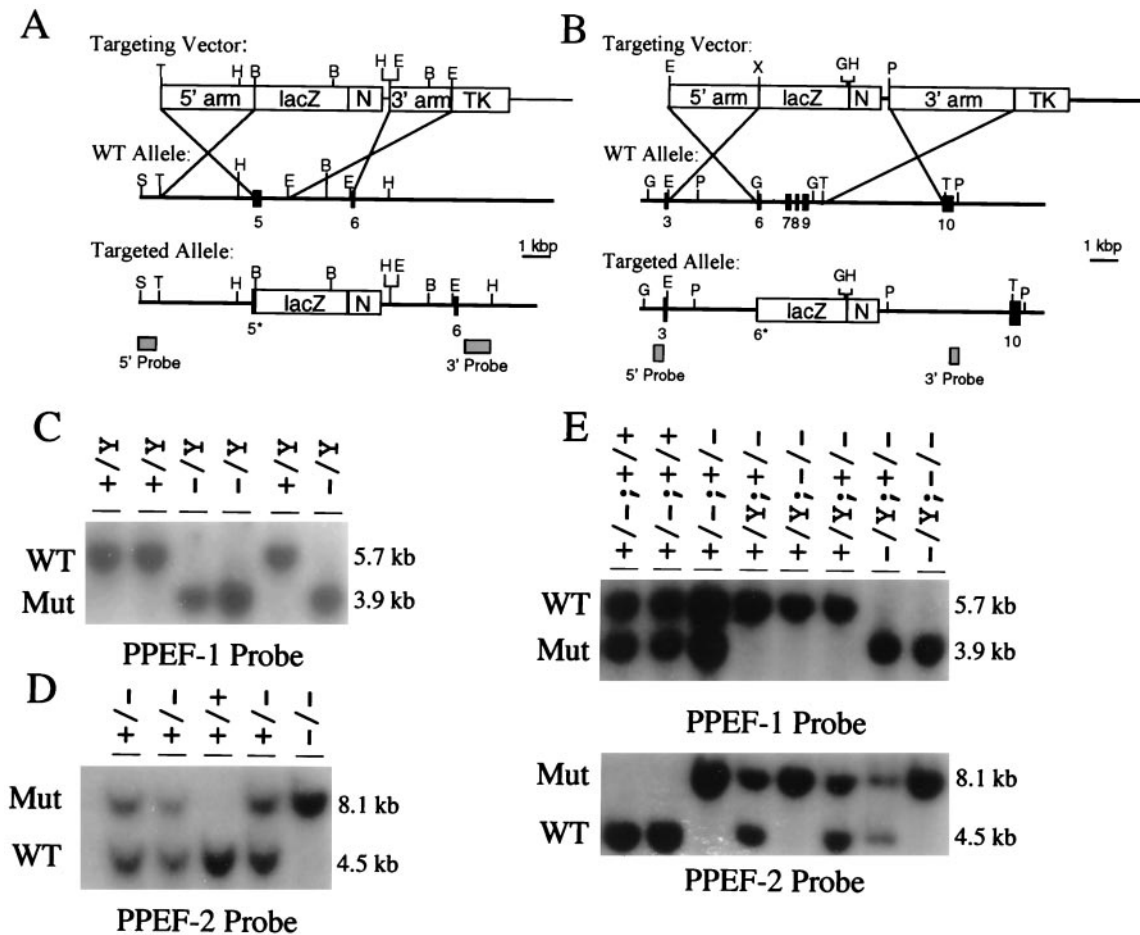 A
Targeting Vector:
T H B B H E B E
5' arm lacZ N 3' arm TK
WT Allele:
S T H E B E H
5 6
1 kbp
Targeted Allele:
S T H B B H E B E H
lacZ N
5* 6
5' Probe 3' Probe
B
Targeting Vector:
E X GH P
5' arm lacZ N 3' arm TK
WT Allele:
G E P G GT T P
3 6 789 10
1 kbp
Targeted Allele:
G E P GH P T P
lacZ N
3 6* 10
5' Probe 3' Probe
C
+/Y +/Y −/Y −/Y +/Y −/Y
WT 5.7 kb
Mut 3.9 kb
PPEF-1 Probe
D
+/− +/− +/+ +/− −/−
Mut 8.1 kb
WT 4.5 kb
PPEF-2 Probe
E
+/−;+/+ +/−;+/+ +/−;+/− +/Y;+/− +/Y;−/− +/Y;+/− −/Y;+/− −/Y;−/−
WT 5.7 kb
Mut 3.9 kb
PPEF-1 Probe
Mut 8.1 kb
WT 4.5 kb
PPEF-2 Probe